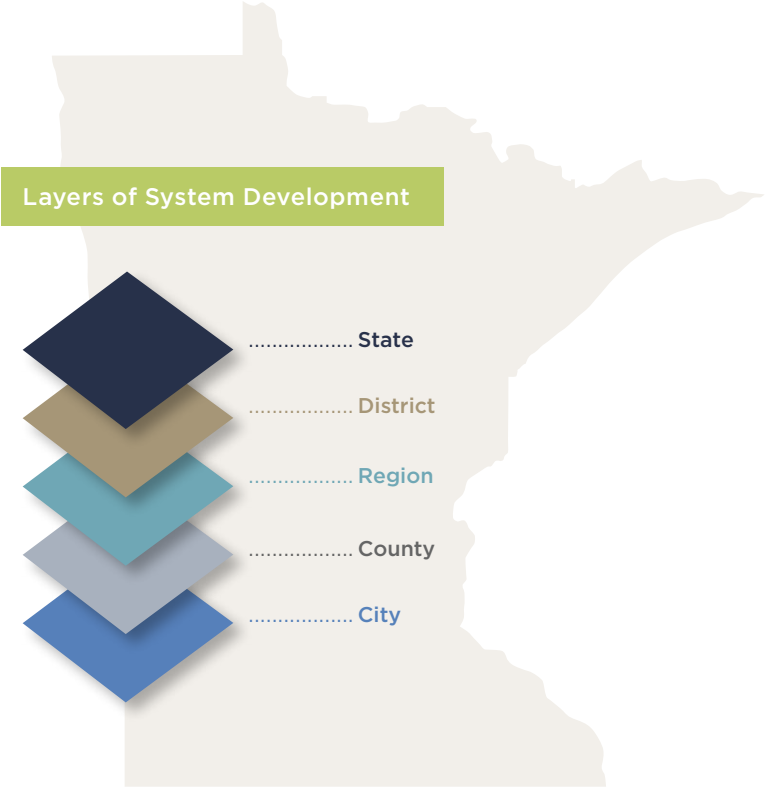 Layers of System Development
.................. State
.................. District
.................. Region
.................. County
.................. City